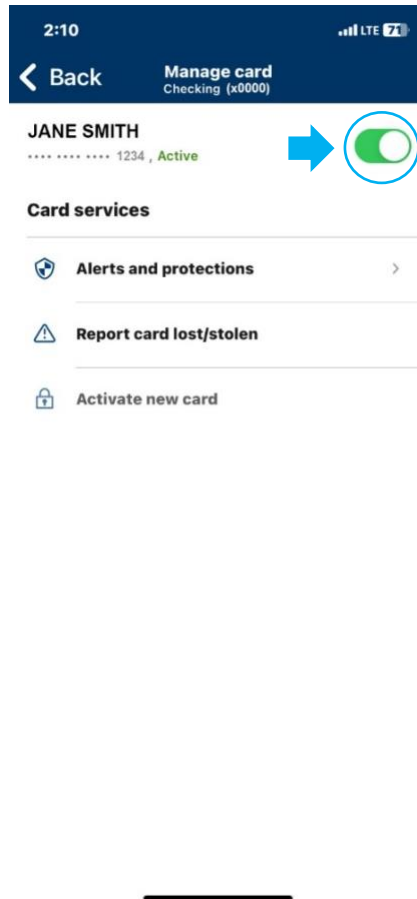 2:10 LTE 71
Back Manage card
Checking (x0000)
JANE SMITH
.... .... .... 1234 , Active
Card services
Alerts and protections
Report card lost/stolen
Activate new card